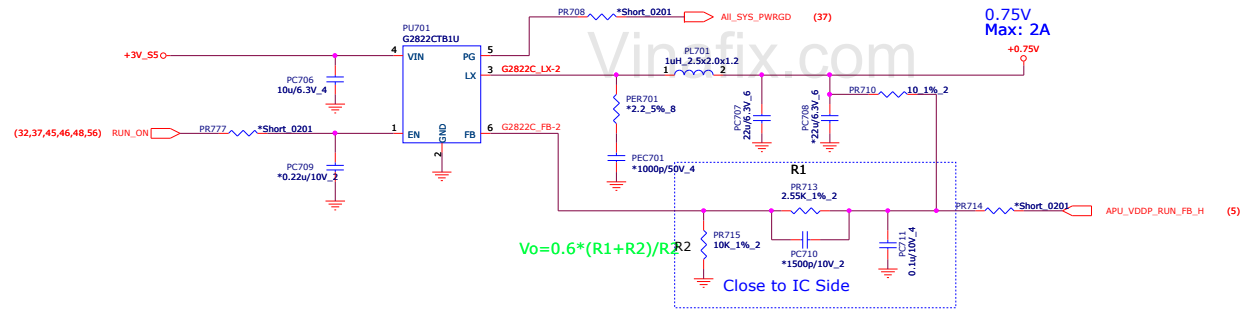 PR708
*Short_0201
All_SYS_PWRGD
(37)
0.75V
Max: 2A
+0.75V
PU701
G2822CTB1U
+3V_S5
4
VIN
PG
5
LX
3
G2822C_LX-2
PL701
1uH_2.5x2.0x1.2
1
2
Vinafix.com
PC706
10u/6.3V_4
PER701
*2.2_5%_8
PC707
22u/6.3V_6
PC708
*22u/6.3V_6
PR710
10_1%_2
(32,37,45,46,48,56)
RUN_ON
PR777
*Short_0201
1
EN
GND
2
FB
6
G2822C_FB-2
PC709
*0.22u/10V_2
PEC701
*1000p/50V_4
R1
PR713
2.55K_1%_2
PR714
*Short_0201
APU_VDDP_RUN_FB_H
(5)
Vo=0.6*(R1+R2)/R2
R2
PR715
10K_1%_2
PC710
*1500p/10V_2
PC711
0.1u/10V_4
Close to IC Side